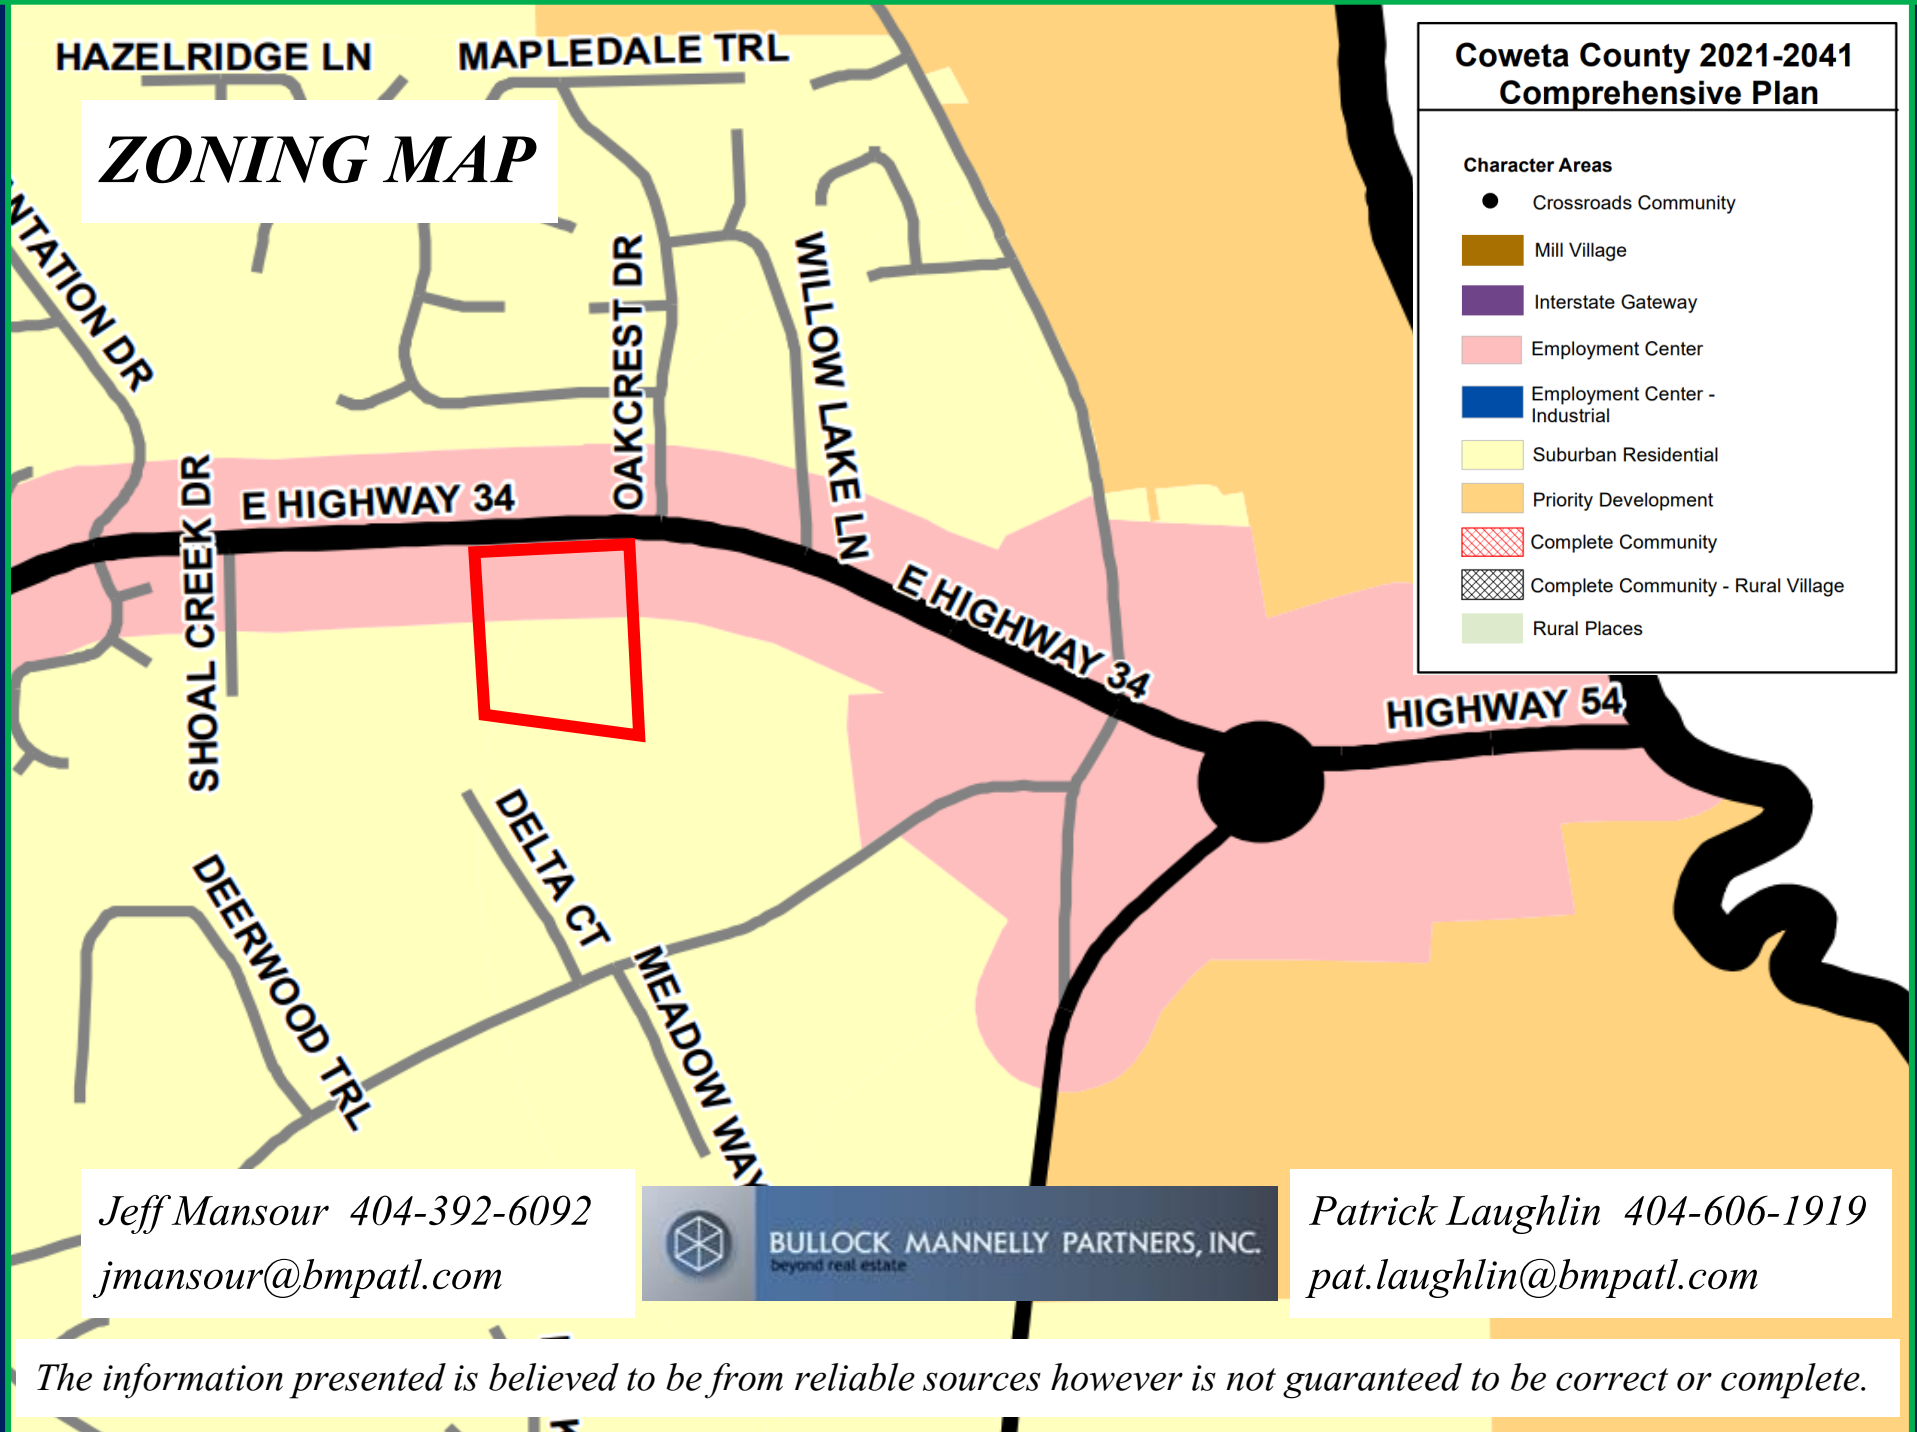 HAZELRIDGE LN
MAPLEDALE TRL
ZONING MAP
NTATION DR
OAKCREST DR
WILLOW LAKE LN
SHOAL CREEK DR
E HIGHWAY 34
E HIGHWAY 34
HIGHWAY 54
DELTA CT
DEERWOOD TRL
MEADOW WAY
Coweta County 2021-2041
Comprehensive Plan
Character Areas
Crossroads Community
Mill Village
Interstate Gateway
Employment Center
Employment Center -
Industrial
Suburban Residential
Priority Development
Complete Community
Complete Community - Rural Village
Rural Places
Jeff Mansour 404-392-6092
jmansour@bmpatl.com
BULLOCK MANNELLY PARTNERS, INC.
beyond real estate
Patrick Laughlin 404-606-1919
pat.laughlin@bmpatl.com
The information presented is believed to be from reliable sources however is not guaranteed to be correct or complete.